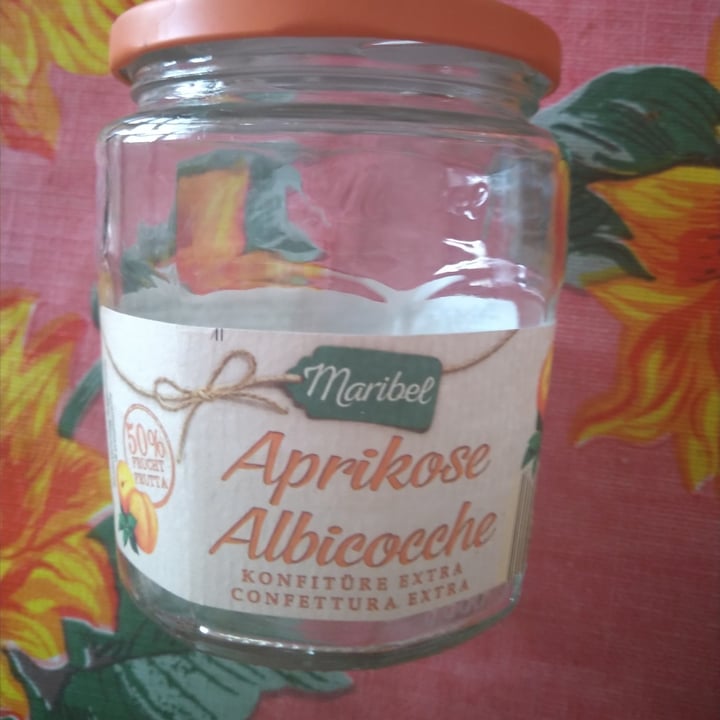 Maribel
50%
FRUCHT
FRUTTA
Aprikose
Albicocche
KONFITÜRE EXTRA
CONFETTURA EXTRA